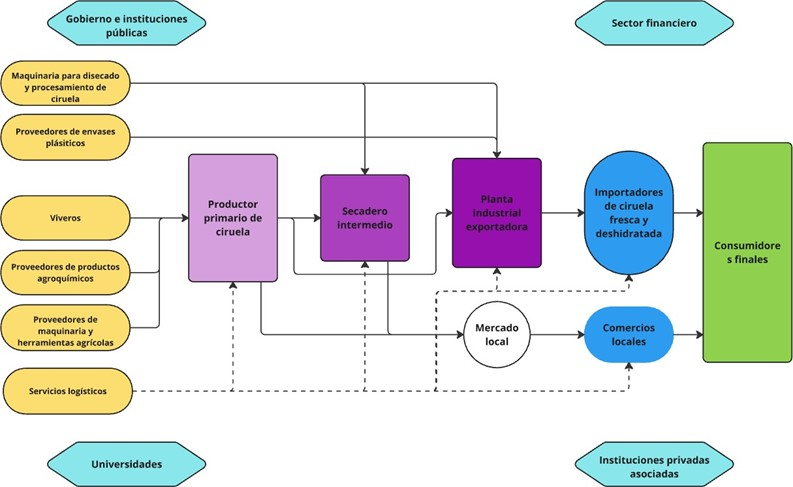 Gobierno e instituciones
públicas
Sector financiero
Maquinaria para disecado
y procesamiento de
ciruela
Proveedores de envases
plásiticos
Productor
primario de
ciruela
Secadero
intermedio
Planta
industrial
exportadora
Importadores
de ciruela
fresca y
deshidratada
Consumidore
s finales
Viveros
Proveedores de productos
agroquímicos
Proveedores de
maquinaria y
herramientas agrícolas
Mercado
local
Comercios
locales
Servicios logísticos
Universidades
Instituciones privadas
asociadas